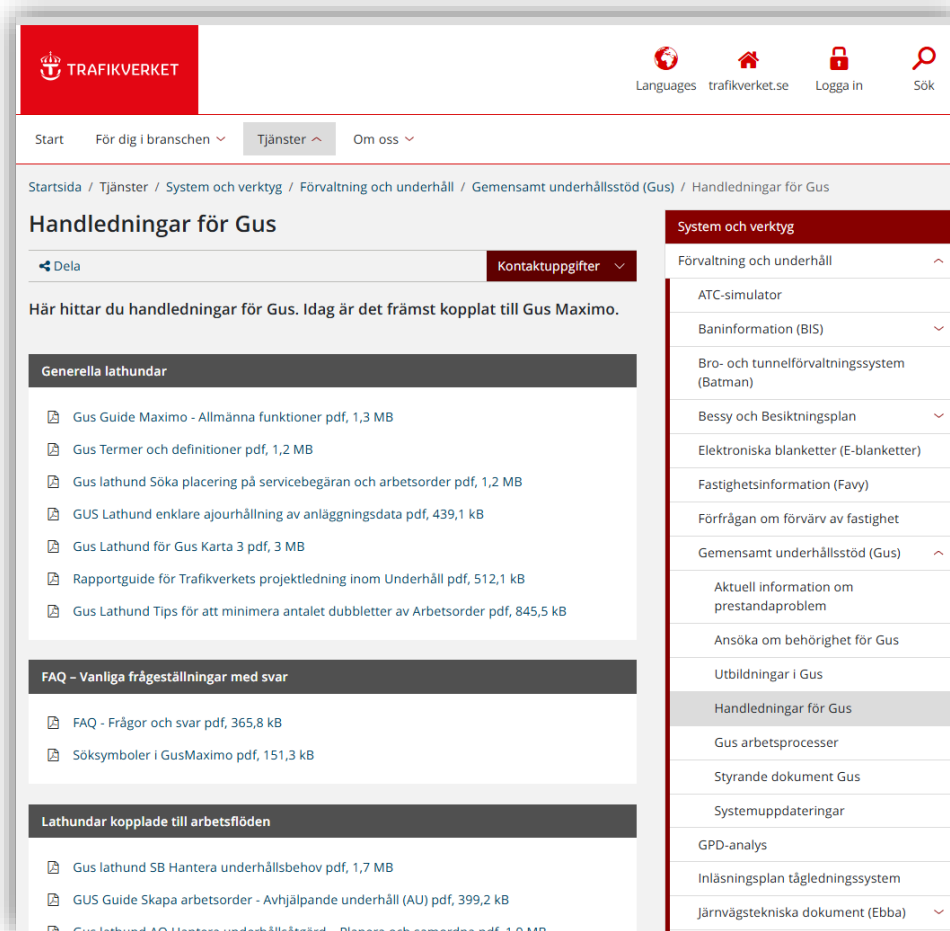 TRAFIKVERKET
Languages
trafikverket.se
Logga in
Sök
Start
För dig i branschen
Tjänster
Om oss
Startsida / Tjänster / System och verktyg / Förvaltning och underhåll / Gemensamt underhållsstöd (Gus) / Handledningar för Gus
Handledningar för Gus
Dela
Kontaktuppgifter
Här hittar du handledningar för Gus. Idag är det främst kopplat till Gus Maximo.
Generella lathundar
Gus Guide Maximo - Allmänna funktioner pdf, 1,3 MB
Gus Termer och definitioner pdf, 1,2 MB
Gus lathund Söka placering på servicebegäran och arbetsorder pdf, 1,2 MB
GUS Lathund enklare ajourhållning av anläggningsdata pdf, 439,1 kB
Gus Lathund för Gus Karta 3 pdf, 3 MB
Rapportguide för Trafikverkets projektledning inom Underhåll pdf, 512,1 kB
Gus Lathund Tips för att minimera antalet dubbletter av Arbetsorder pdf, 845,5 kB
FAQ – Vanliga frågeställningar med svar
FAQ - Frågor och svar pdf, 365,8 kB
Söksymboler i GusMaximo pdf, 151,3 kB
Lathundar kopplade till arbetsflöden
Gus lathund SB Hantera underhållsbehov pdf, 1,7 MB
GUS Guide Skapa arbetsorder - Avhjälpande underhåll (AU) pdf, 399,2 kB
System och verktyg
Förvaltning och underhåll
ATC-simulator
Baninformation (BIS)
Bro- och tunnelförvaltningssystem
(Batman)
Bessy och Besiktningsplan
Elektroniska blanketter (E-blanketter)
Fastighetsinformation (Favy)
Förfrågan om förvärv av fastighet
Gemensamt underhållsstöd (Gus)
Aktuell information om
prestandaproblem
Ansöka om behörighet för Gus
Utbildningar i Gus
Handledningar för Gus
Gus arbetsprocesser
Styrande dokument Gus
Systemuppdateringar
GPD-analys
Inläsningsplan tågledningssystem
Järnvägstekniska dokument (Ebba)